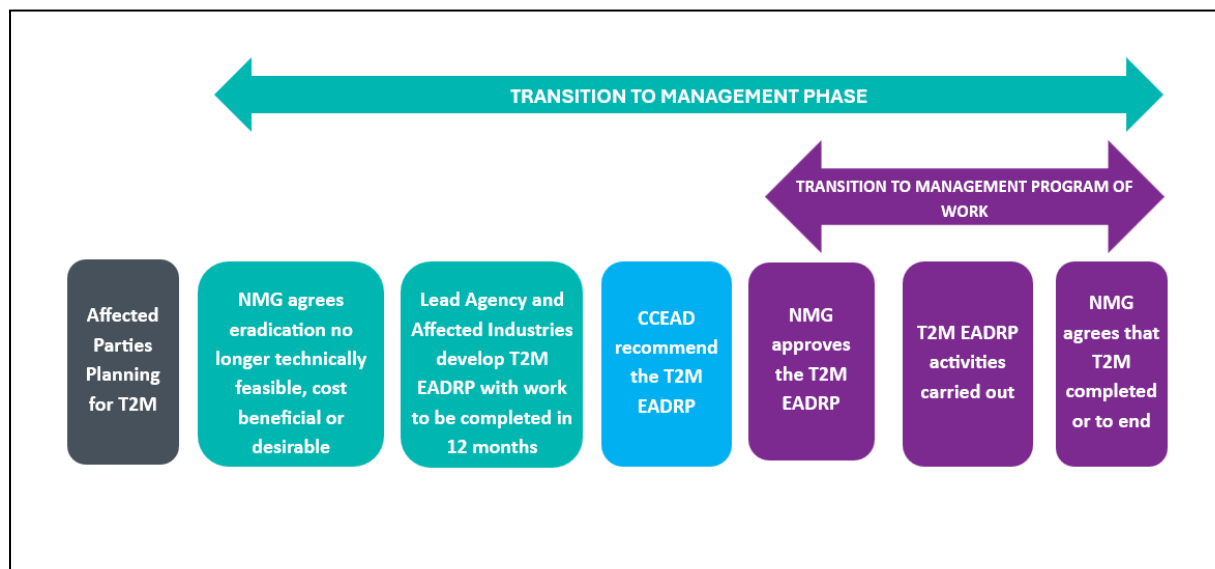 TRANSITION TO MANAGEMENT PHASE
TRANSITION TO MANAGEMENT PROGRAM OF
WORK
Affected
Parties
Planning
for T2M
NMG agrees
eradication no
longer technically
feasible, cost
beneficial or
desirable
Lead Agency and
Affected Industries
develop T2M
EADRP with work
to be completed in
12 months
CCEAD
recommend
the T2M
EADRP
NMG
approves
the T2M
EADRP
T2M EADRP
activities
carried out
NMG
agrees that
T2M
completed
or to end